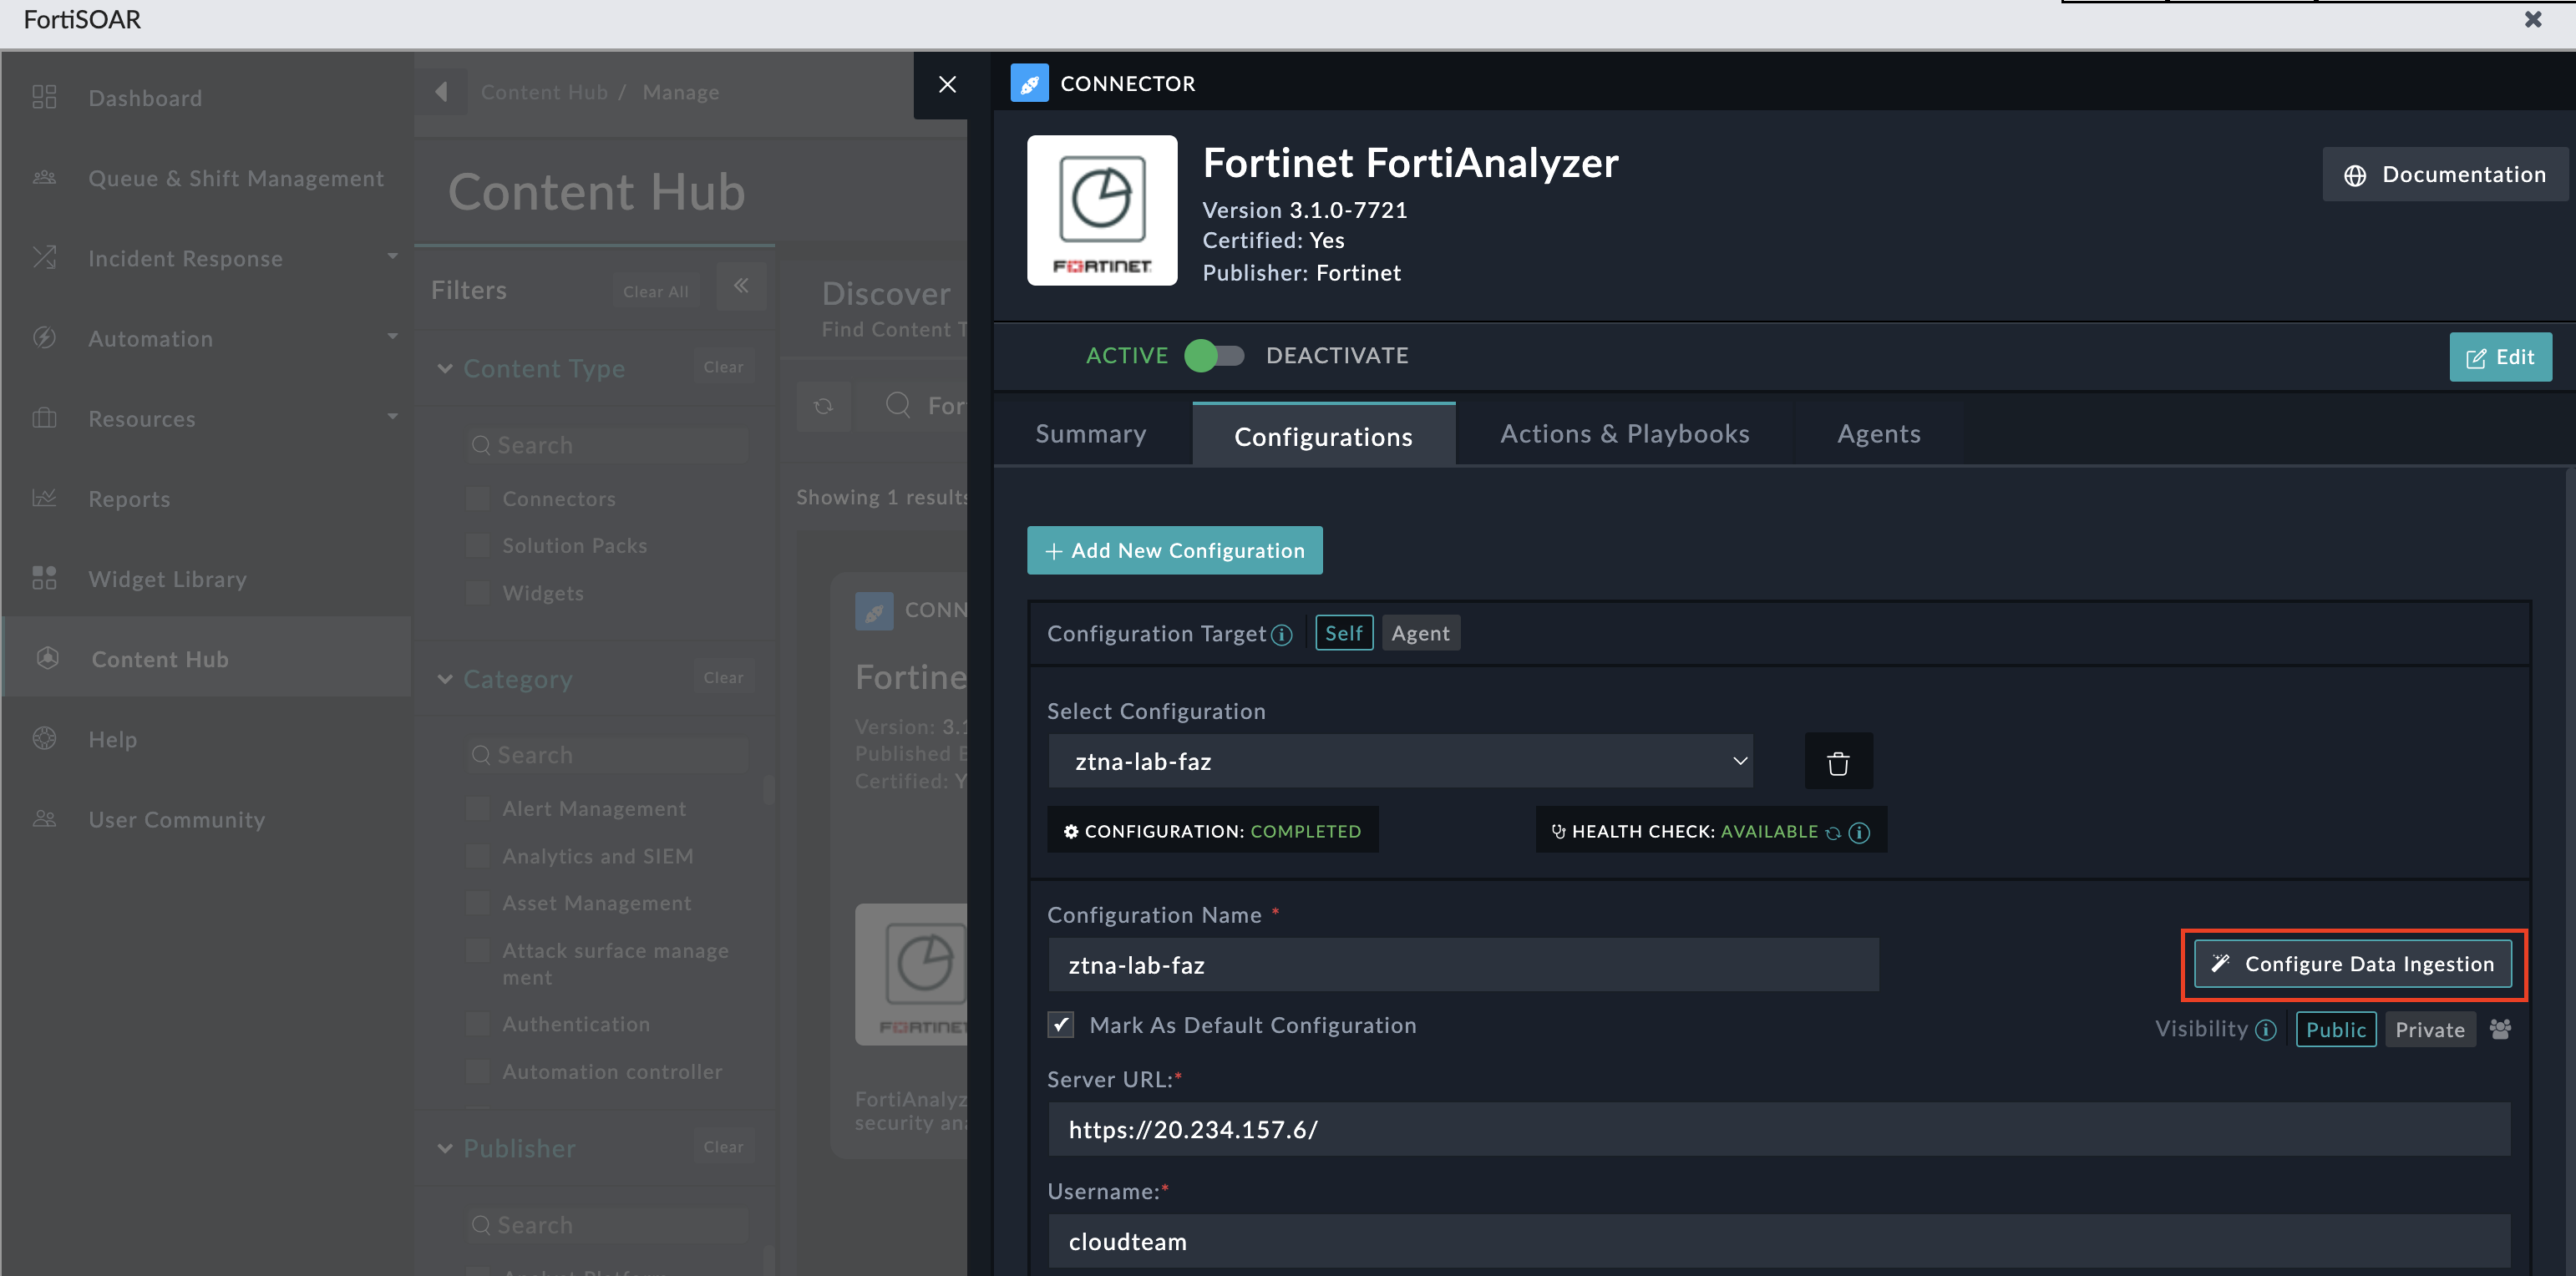 FortiSOAR
Dashboard
Queue & Shift Management
Incident Response
Automation
Resources
Reports
Widget Library
Content Hub
Help
User Community
Content Hub / Manage
Content Hub
Filters
Clear All
Content Type
Clear
Search
Connectors
Solution Packs
Widgets
Category
Clear
Search
Alert Management
Analytics and SIEM
Asset Management
Attack surface manage
ment
Authentication
Automation controller
Publisher
Clear
Search
Discover
Find Content T
For
Showing 1 results
CONN
Fortine
Version: 3.1
Published
Certified: Y
FORTINET
FortiAnalyz
security ana
CONNECTOR
FORTINET
Fortinet FortiAnalyzer
Version 3.1.0-7721
Certified: Yes
Publisher: Fortinet
Documentation
ACTIVE
DEACTIVATE
Edit
Summary
Configurations
Actions & Playbooks
Agents
+ Add New Configuration
Configuration Target
Self
Agent
Select Configuration
ztna-lab-faz
CONFIGURATION: COMPLETED
HEALTH CHECK: AVAILABLE
Configuration Name *
ztna-lab-faz
Configure Data Ingestion
Mark As Default Configuration
Visibility
Public
Private
Server URL:*
https://20.234.157.6/
Username:*
cloudteam